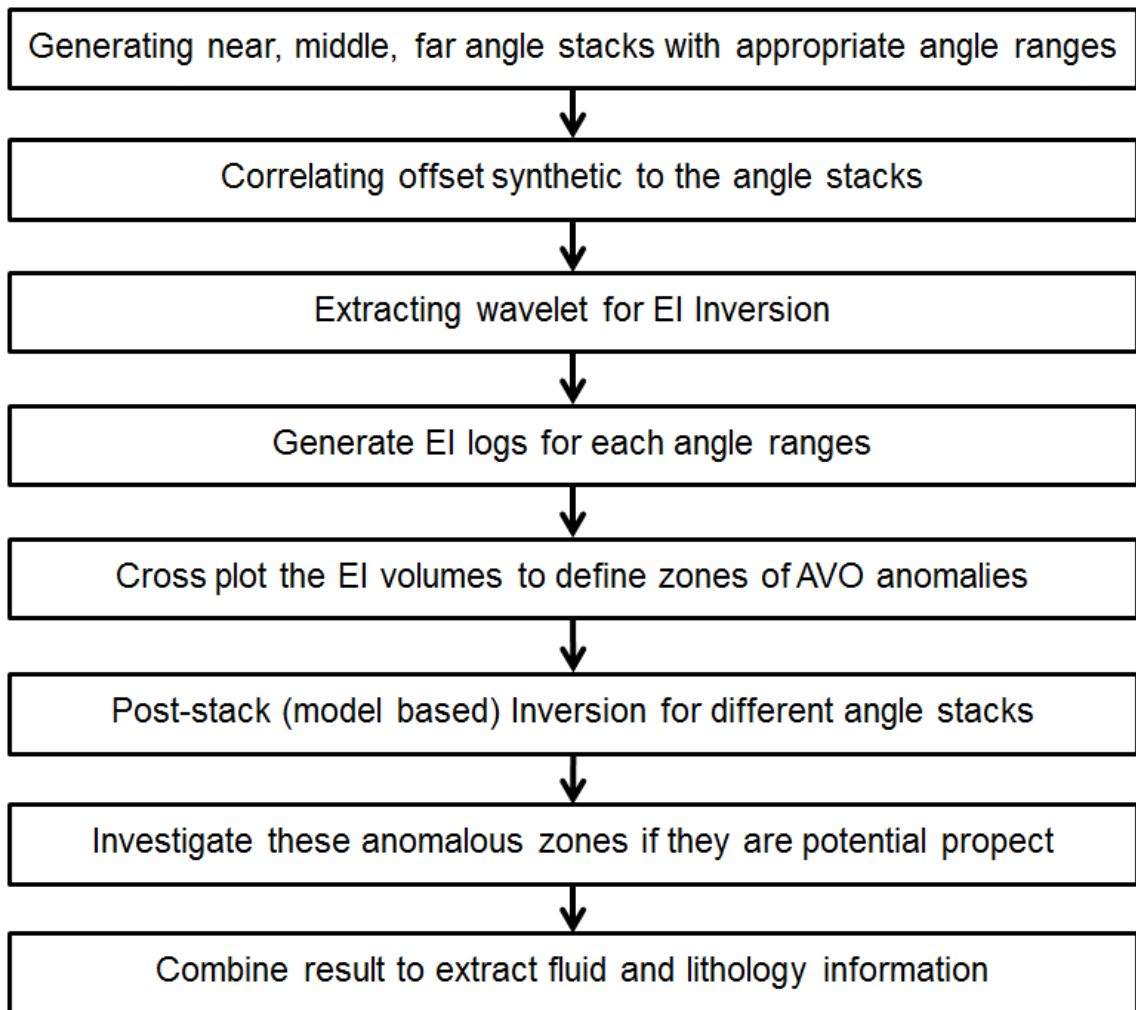 Generating near, middle, far angle stacks with appropriate angle ranges
Correlating offset synthetic to the angle stacks
Extracting wavelet for EI Inversion
Generate EI logs for each angle ranges
Cross plot the EI volumes to define zones of AVO anomalies
Post-stack (model based) Inversion for different angle stacks
Investigate these anomalous zones if they are potential propect
Combine result to extract fluid and lithology information